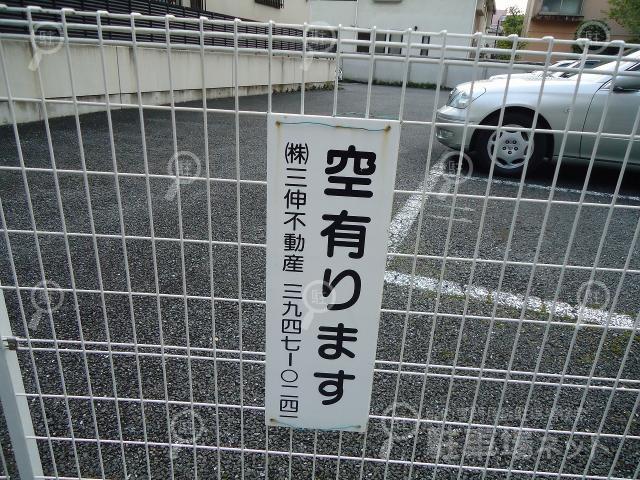 空有ります
㈱三伸不動産 三九四七ー〇一二四